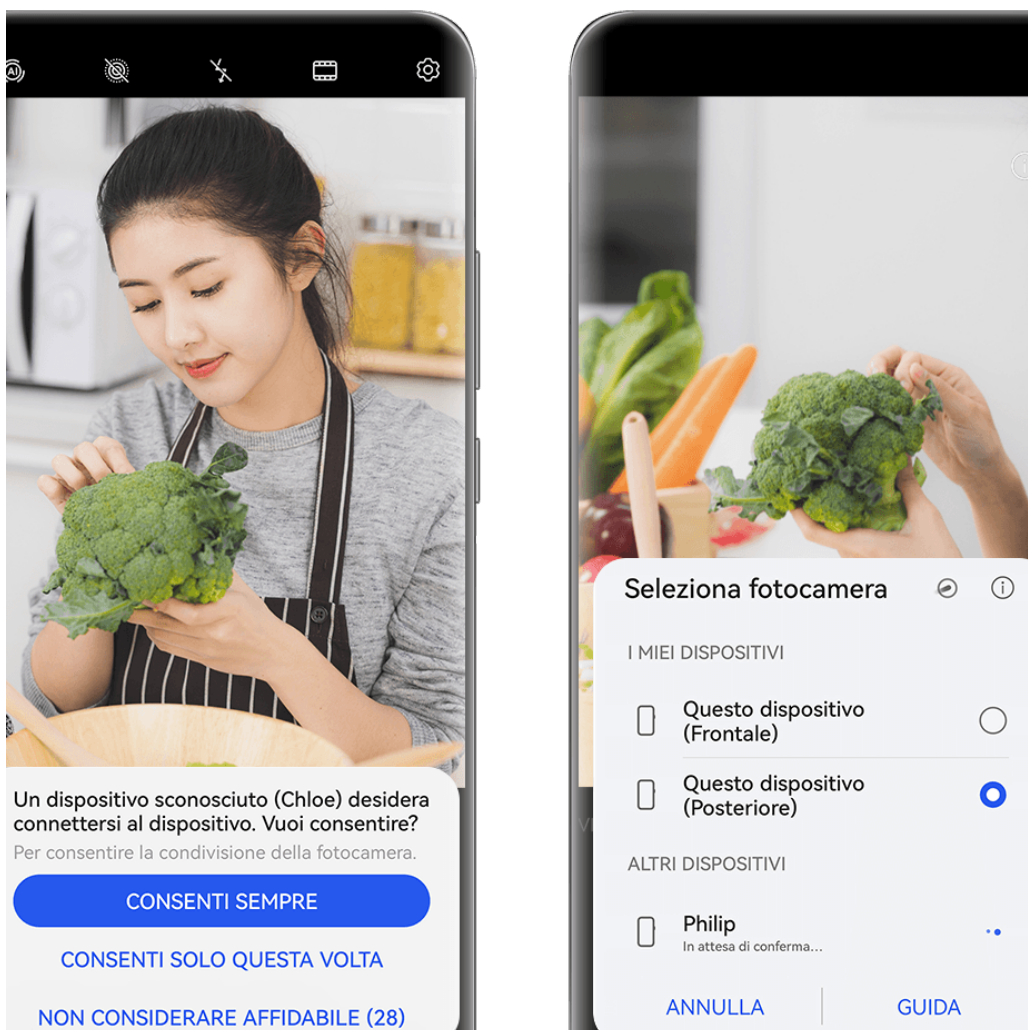 AI
Un dispositivo sconosciuto (Chloe) desidera
connettersi al dispositivo. Vuoi consentire?
Per consentire la condivisione della fotocamera.
CONSENTI SEMPRE
CONSENTI SOLO QUESTA VOLTA
NON CONSIDERARE AFFIDABILE (28)
Seleziona fotocamera
I MIEI DISPOSITIVI
Questo dispositivo
(Frontale)
Questo dispositivo
(Posteriore)
ALTRI DISPOSITIVI
Philip
In attesa di conferma...
ANNULLA
GUIDA